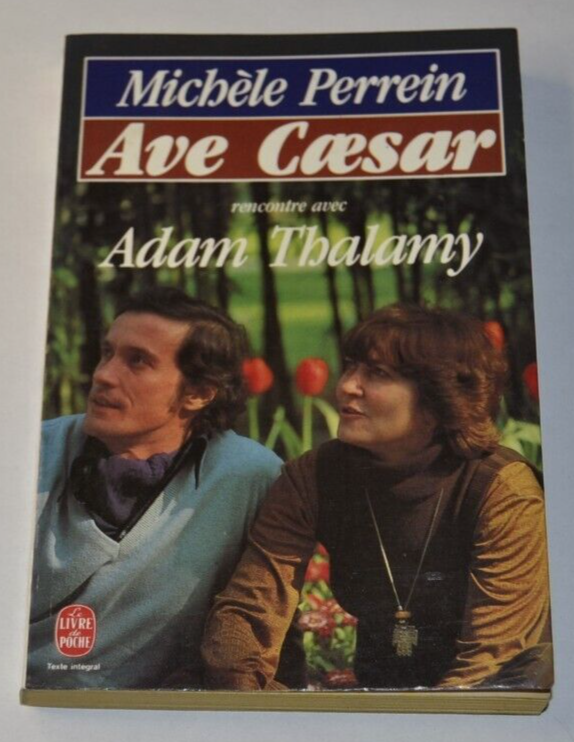 Michèle Perrein
Ave Cæsar
rencontre avec
Adam Thalamy
Le
LIVRE
de
POCHE
Texte intégral